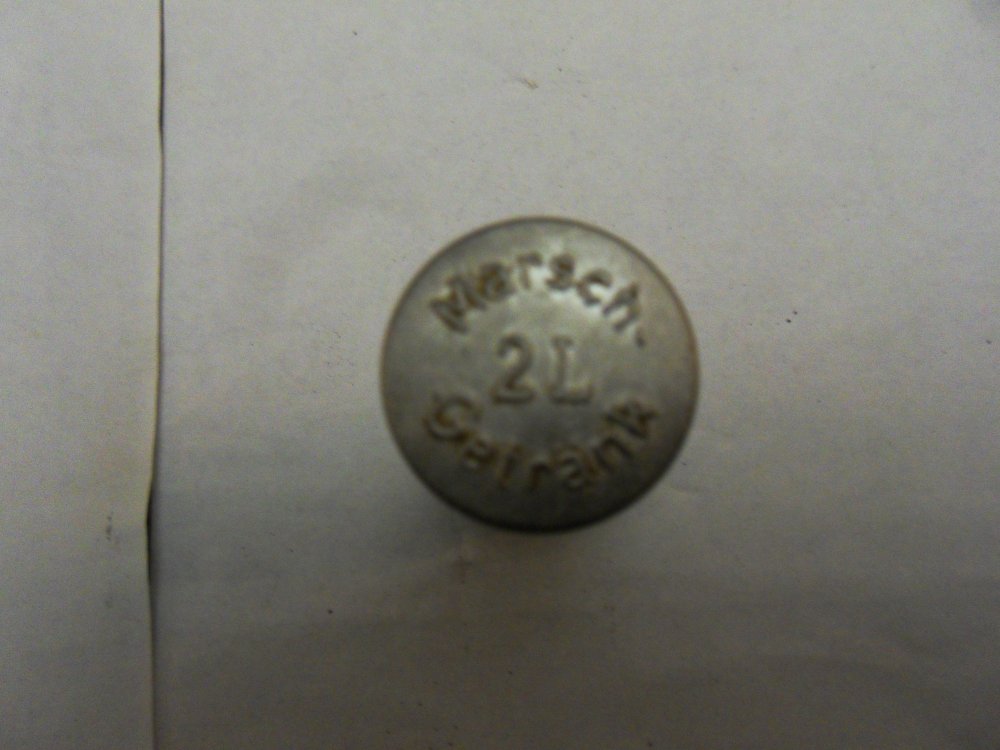 Marsch-
2L
Getränk